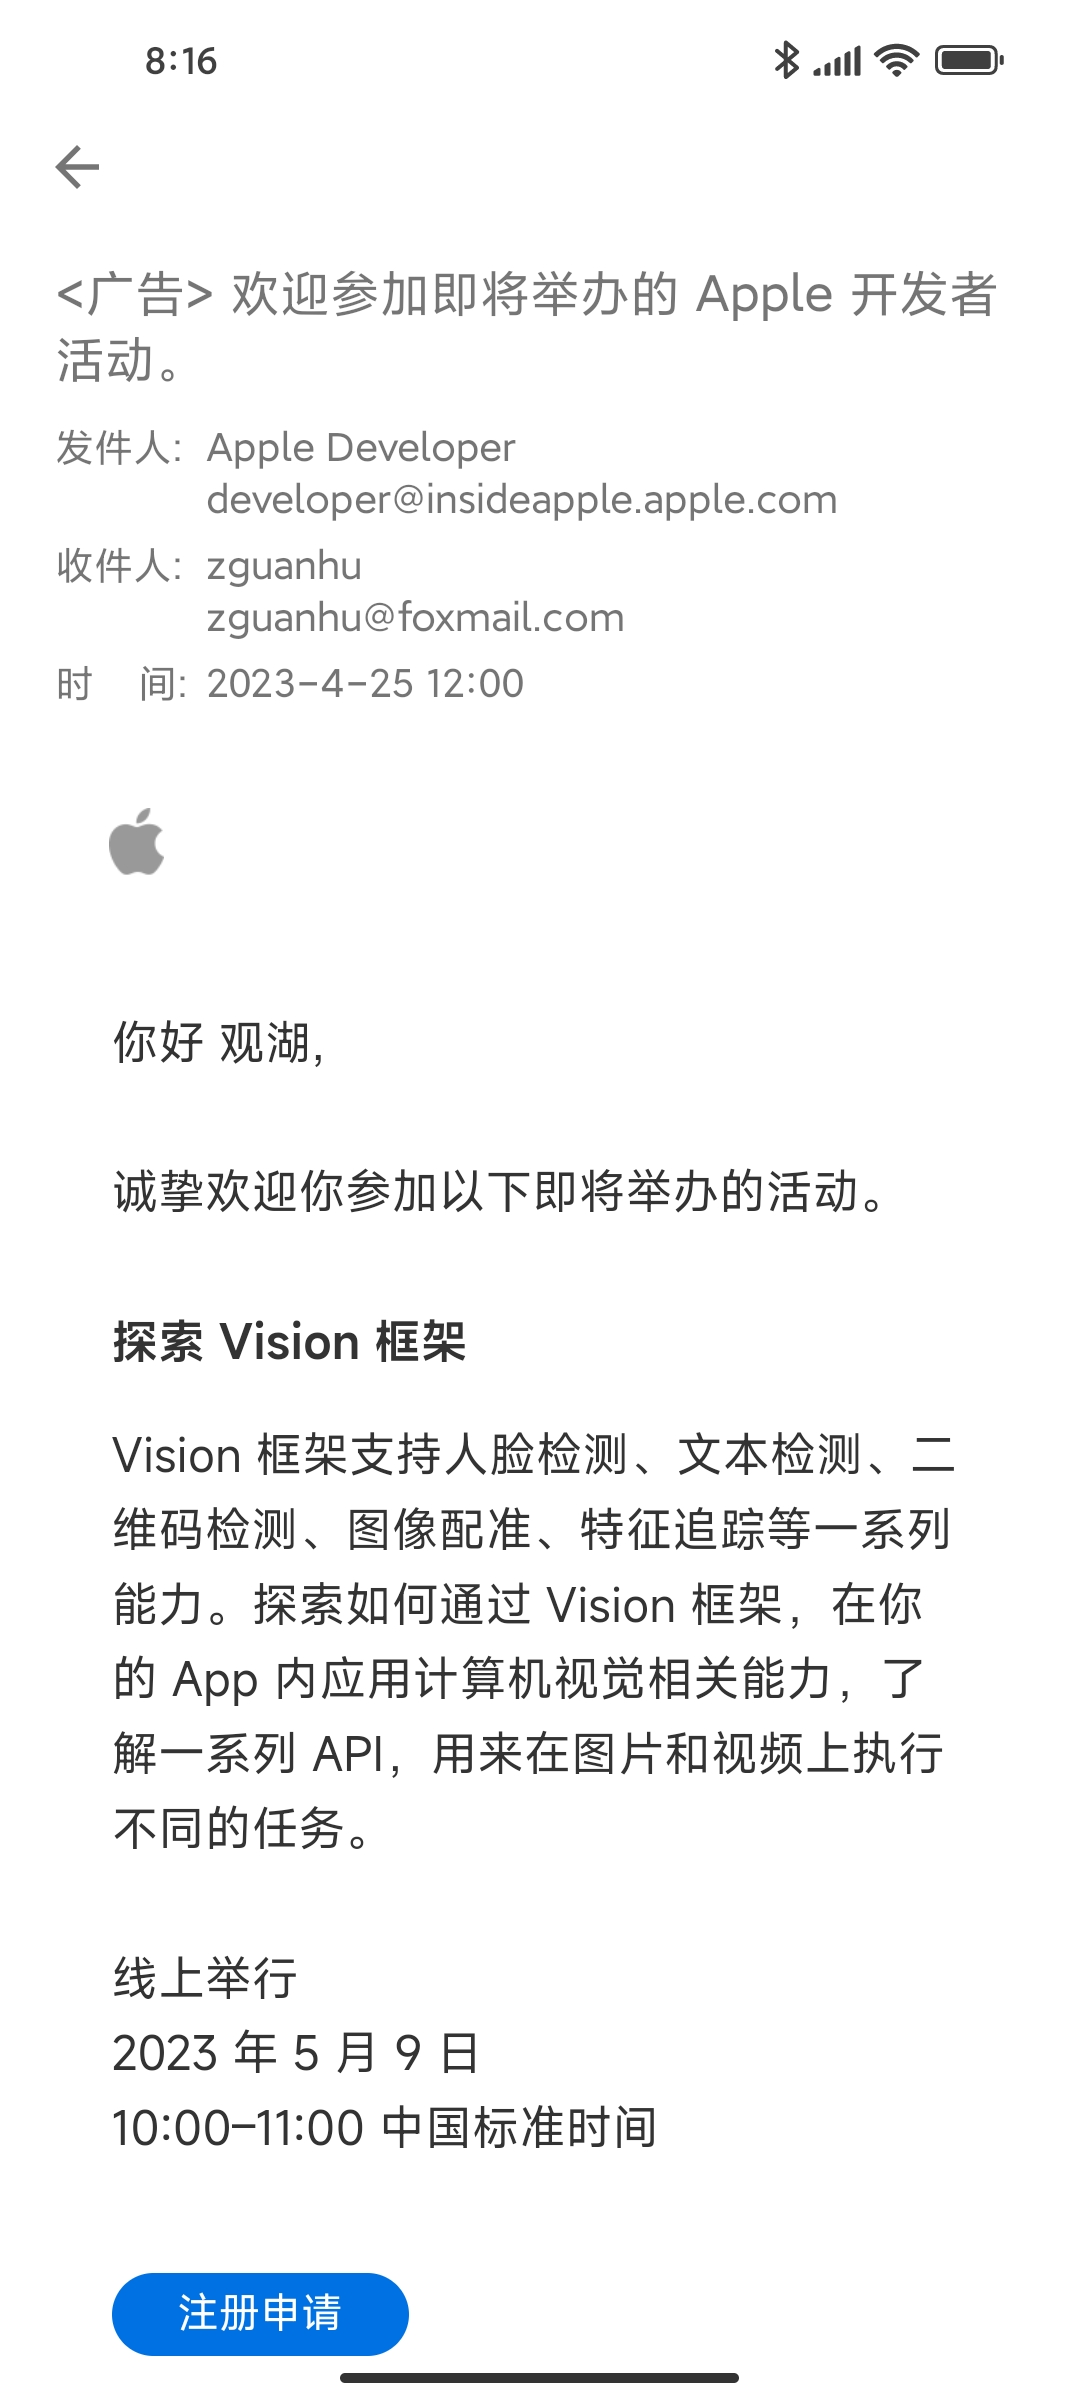 8:16
<广告> 欢迎参加即将举办的 Apple 开发者
活动。
发件人: Apple Developer
developer@insideapple.apple.com
收件人: zguanhu
zguanhu@foxmail.com
时 间: 2023-4-25 12:00
你好 观湖,
诚挚欢迎你参加以下即将举办的活动。
探索 Vision 框架
Vision 框架支持人脸检测、文本检测、二
维码检测、图像配准、特征追踪等一系列
能力。探索如何通过 Vision 框架，在你
的 App 内应用计算机视觉相关能力，了
解一系列 API，用来在图片和视频上执行
不同的任务。
线上举行
2023 年 5 月 9 日
10:00–11:00 中国标准时间
注册申请